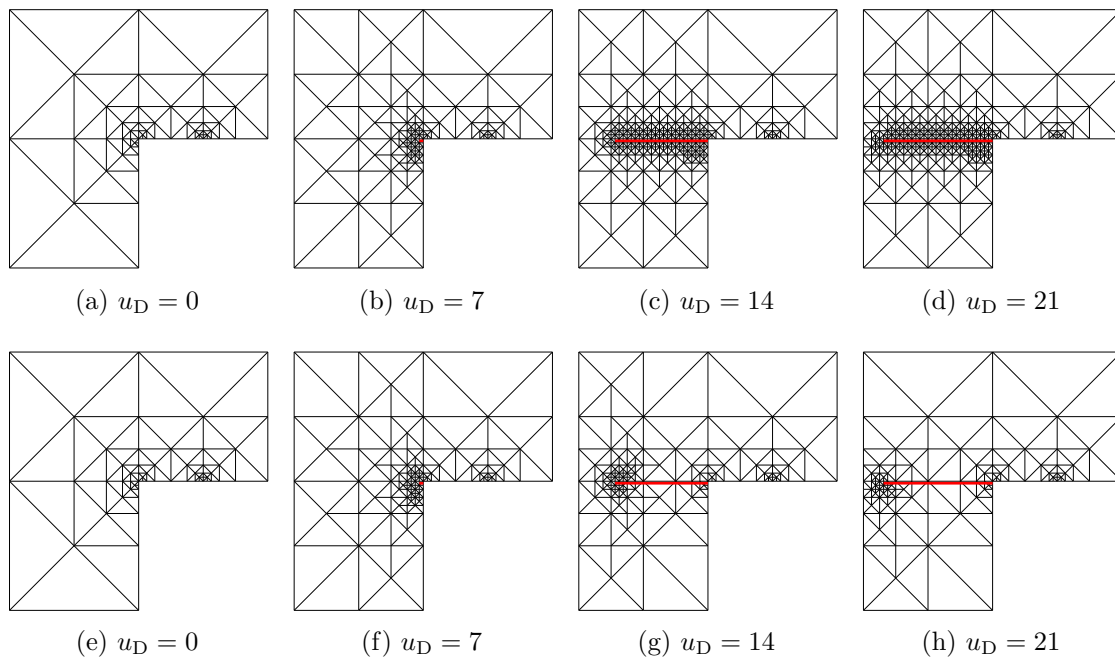 (a) u_D = 0
(b) u_D = 7
(c) u_D = 14
(d) u_D = 21
(e) u_D = 0
(f) u_D = 7
(g) u_D = 14
(h) u_D = 21